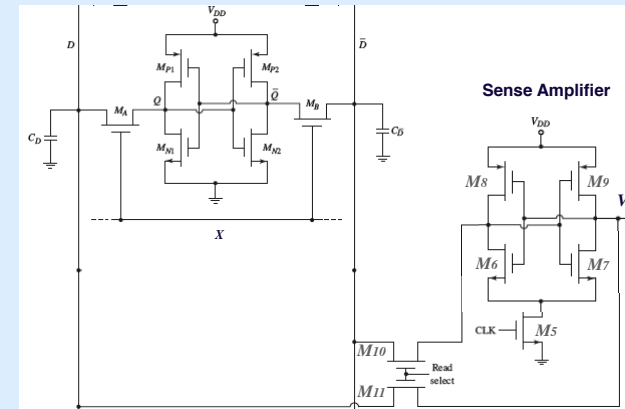 V_DD
D
D̄
M_P1
M_P2
Q
Q̄
M_A
M_B
C_D
C_D̄
M_N1
M_N2
X
Sense Amplifier
V_DD
M8
M9
V
M6
M7
CLK
M5
M10
Read
select
M11